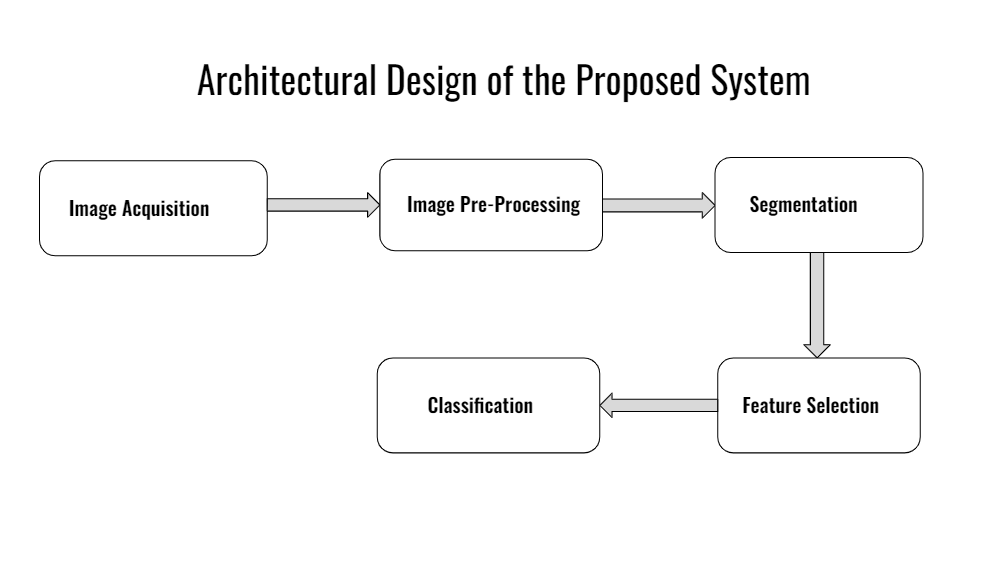 Architectural Design of the Proposed System
Image Acquisition
Image Pre-Processing
Segmentation
Feature Selection
Classification